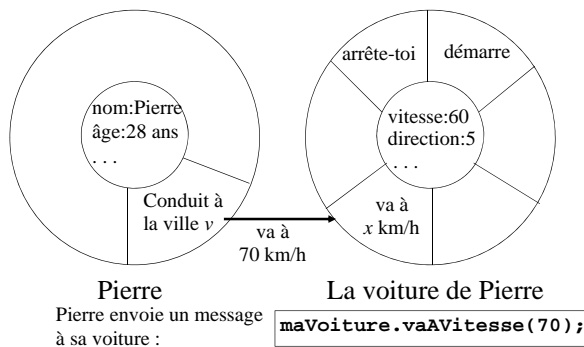 nom:Pierre
âge:28 ans
. . .
Conduit à
la ville v
va à
70 km/h
arrête-toi
démarre
vitesse:60
direction:5
. . .
va à
x km/h
Pierre
La voiture de Pierre
Pierre envoie un message
à sa voiture :
maVoiture.vaAVitesse(70);